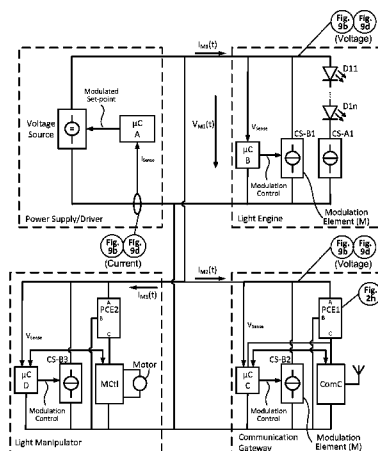 Fig. 9b
Fig. 9d
(Voltage)
I_M1(t)
D11
D1n
Modulated
Set-point
Voltage
Source
µC
A
V_M1(t)
V_Sense
CS-B1
CS-A1
µC
B
I_Sense
Modulation
Control
Modulation
Element (M)
Power Supply/Driver
Light Engine
Fig. 9b
Fig. 9d
(Current)
I_M2(t)
Fig. 9b
Fig. 9d
(Voltage)
I_M3(t)
A
PCE2
B
C
A
PCE1
B
C
Fig. 2h
V_Sense
CS-B3
Motor
V_Sense
CS-B2
µC
D
MCtl
µC
C
ComC
Modulation
Control
Modulation
Control
Light Manipulator
Communication
Gateway
Modulation
Element (M)